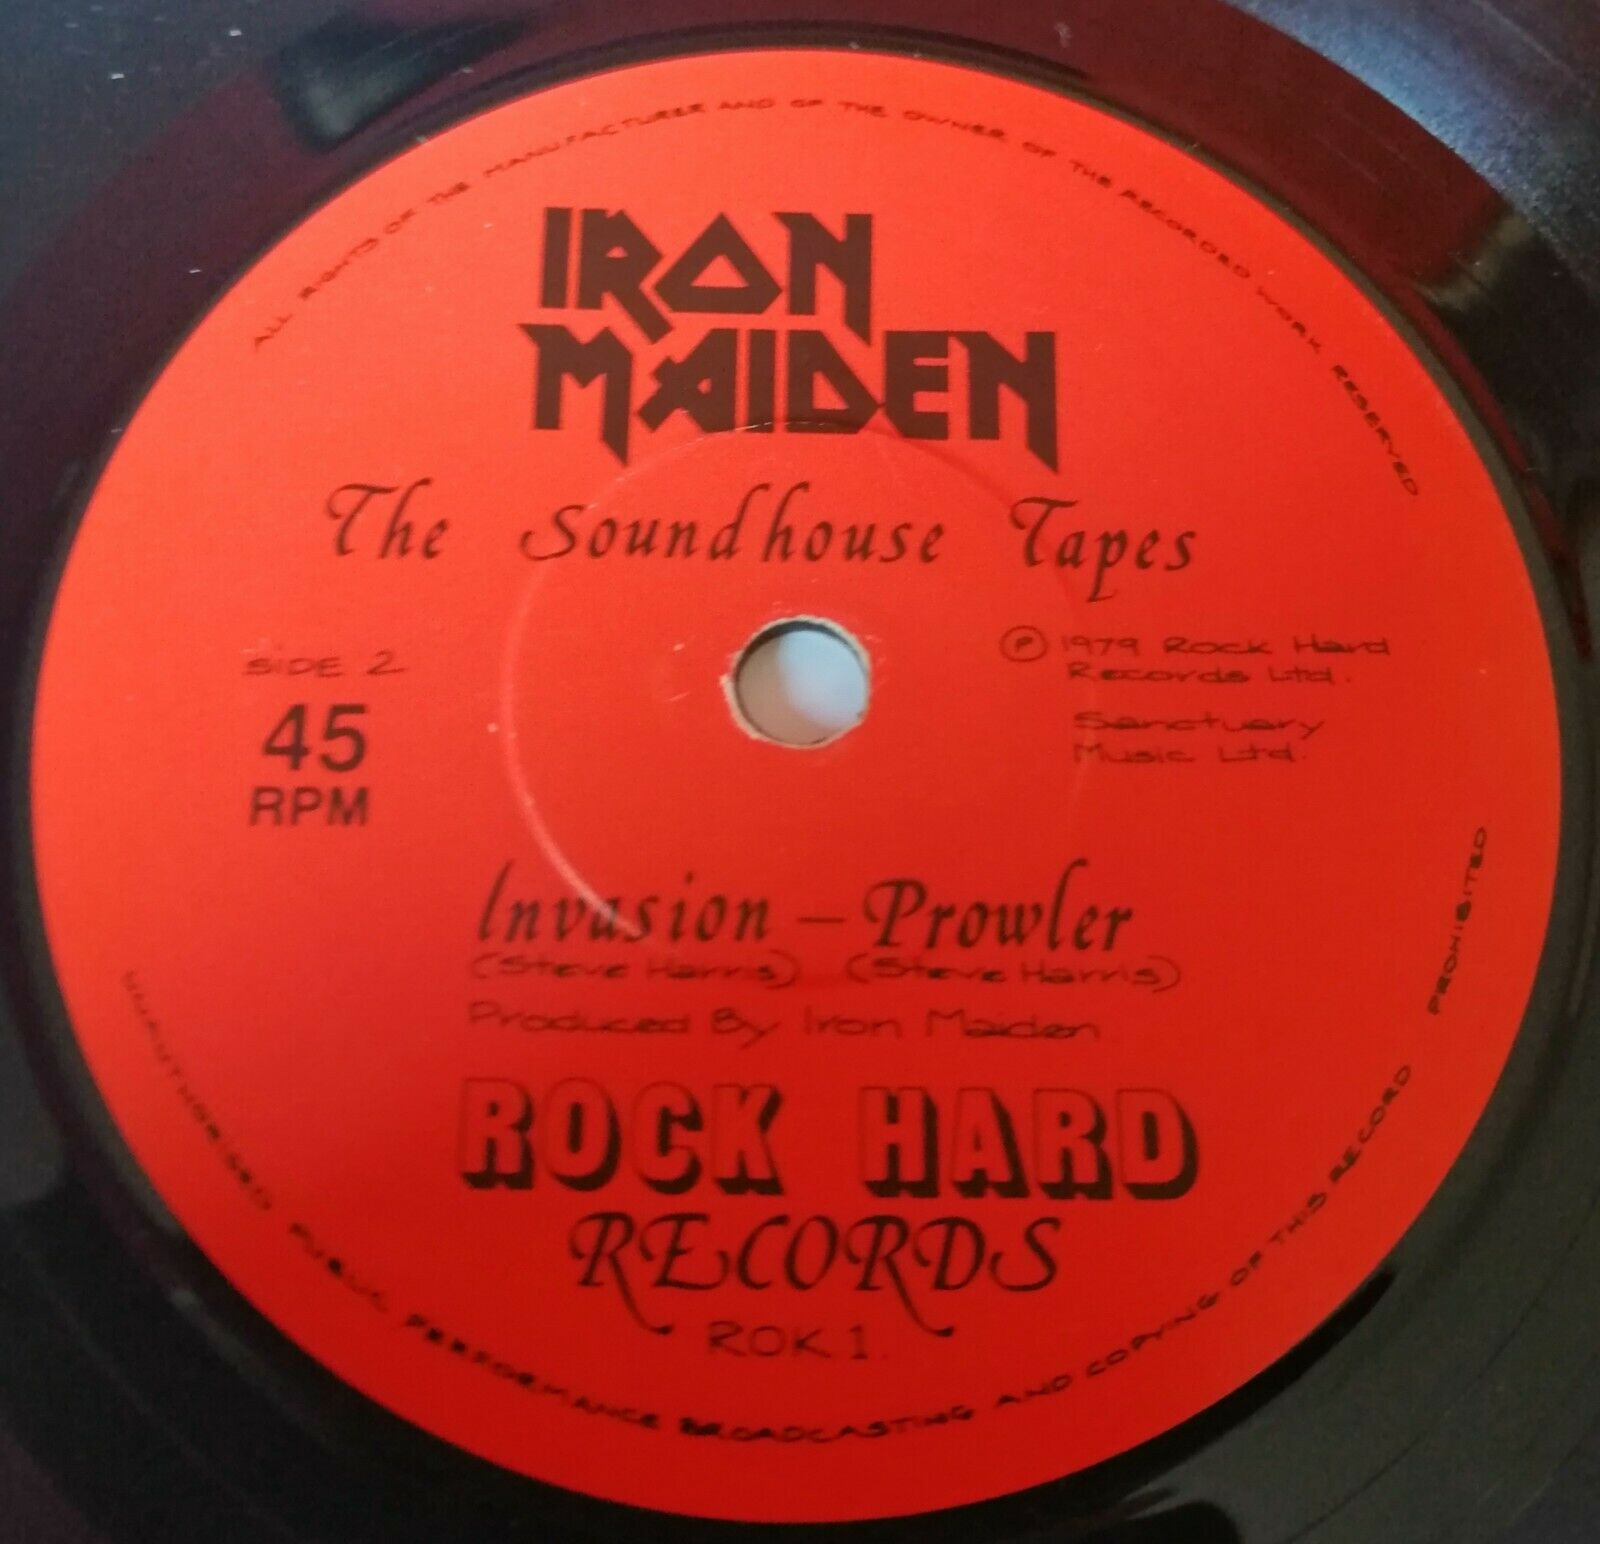 ALL RIGHTS OF THE MANUFACTURER AND OF THE OWNER OF THE RECORDED WORK RESERVED
IRON
MAIDEN
The Soundhouse Tapes
SIDE 2
45
RPM
℗ 1979 Rock Hard
Records Ltd.
Sanctuary
Music Ltd.
Invasion – Prowler
(Steve Harris) (Steve Harris)
Produced By Iron Maiden
ROCK HARD
RECORDS
ROK 1.
UNAUTHORISED PUBLIC PERFORMANCE BROADCASTING AND COPYING OF THIS RECORD PROHIBITED